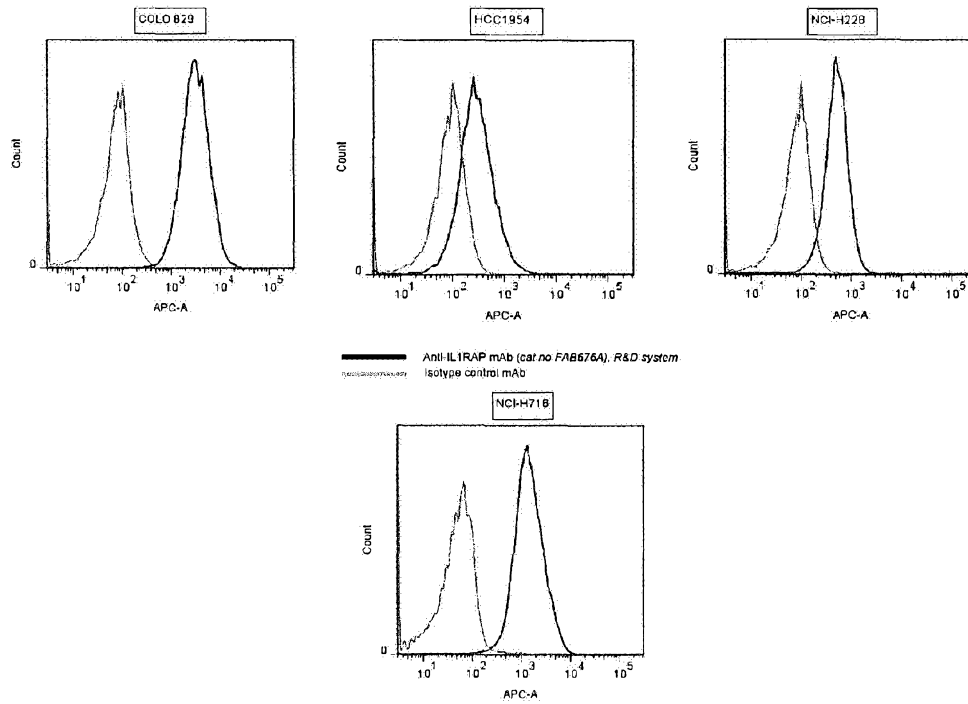 COLO 829
HCC1954
NCI-H228
Count
0
10^1 10^2 10^3 10^4 10^5
APC-A
Count
0
10^1 10^2 10^3 10^4 10^5
APC-A
Count
0
10^1 10^2 10^3 10^4 10^5
APC-A
Anti-IL1RAP mAb (cat no FAB676A), R&D system
Isotype control mAb
NCI-H716
Count
0
10^1 10^2 10^3 10^4 10^5
APC-A